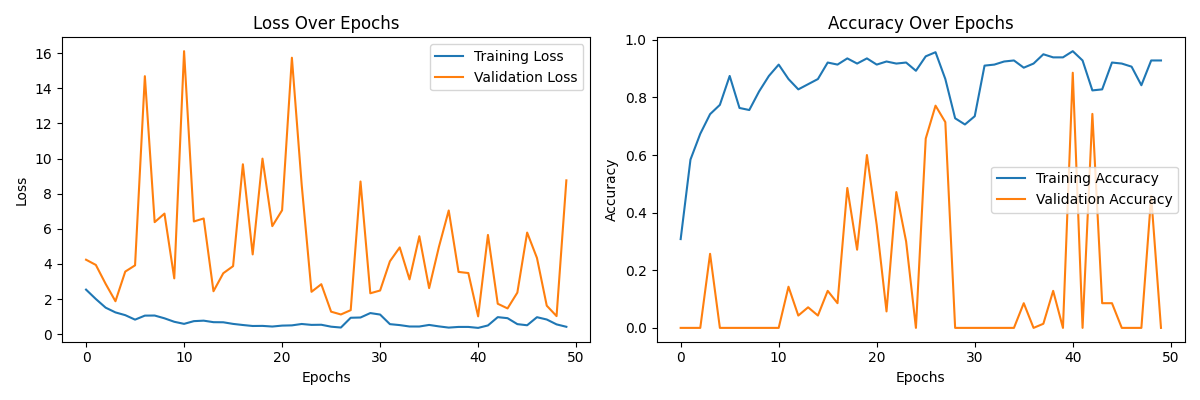 Loss Over Epochs
Training Loss
Validation Loss
16
14
12
10
8
6
4
2
0
Loss
0
10
20
30
40
50
Epochs
Accuracy Over Epochs
Training Accuracy
Validation Accuracy
1.0
0.8
0.6
0.4
0.2
0.0
Accuracy
0
10
20
30
40
50
Epochs